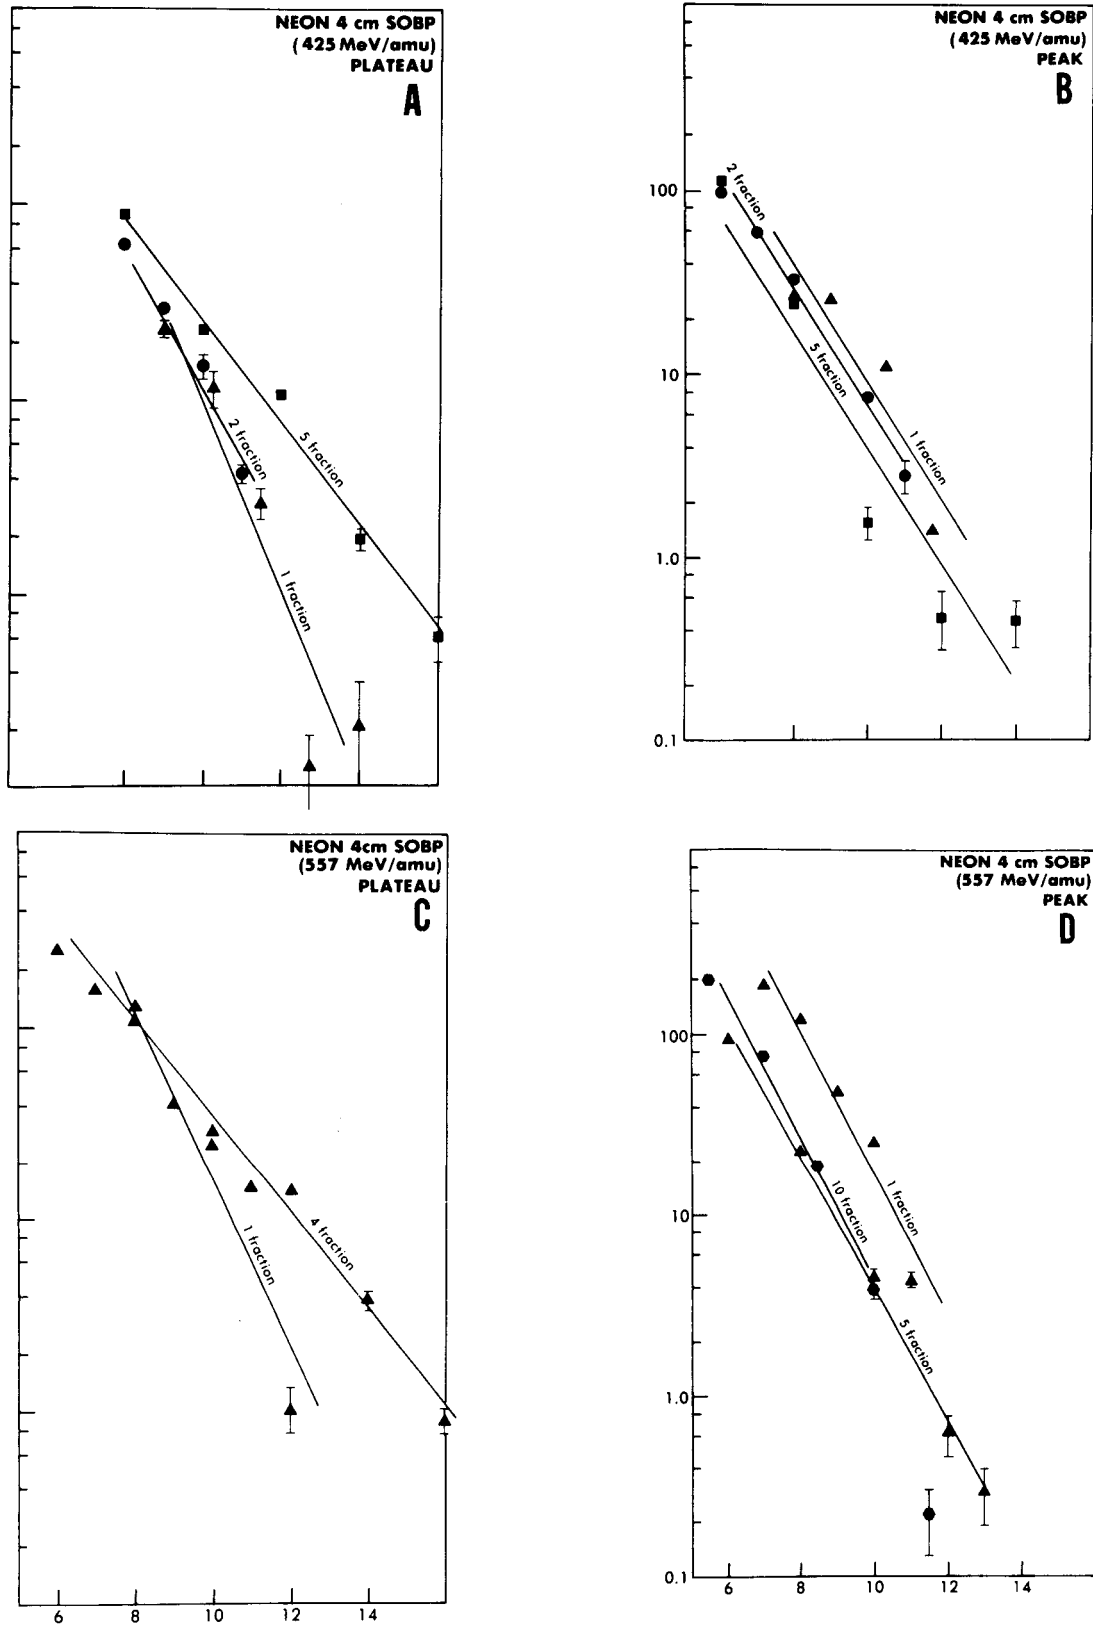 NEON 4 cm SOBP
(425 MeV/amu)
PLATEAU
A
2 fraction
5 fraction
1 fraction
NEON 4 cm SOBP
(425 MeV/amu)
PEAK
B
100
10
1.0
0.1
2 fraction
5 fraction
1 fraction
NEON 4cm SOBP
(557 MeV/amu)
PLATEAU
C
1 fraction
4 fraction
6 8 10 12 14
NEON 4 cm SOBP
(557 MeV/amu)
PEAK
D
100
10
1.0
0.1
10 fraction
1 fraction
5 fraction
6 8 10 12 14